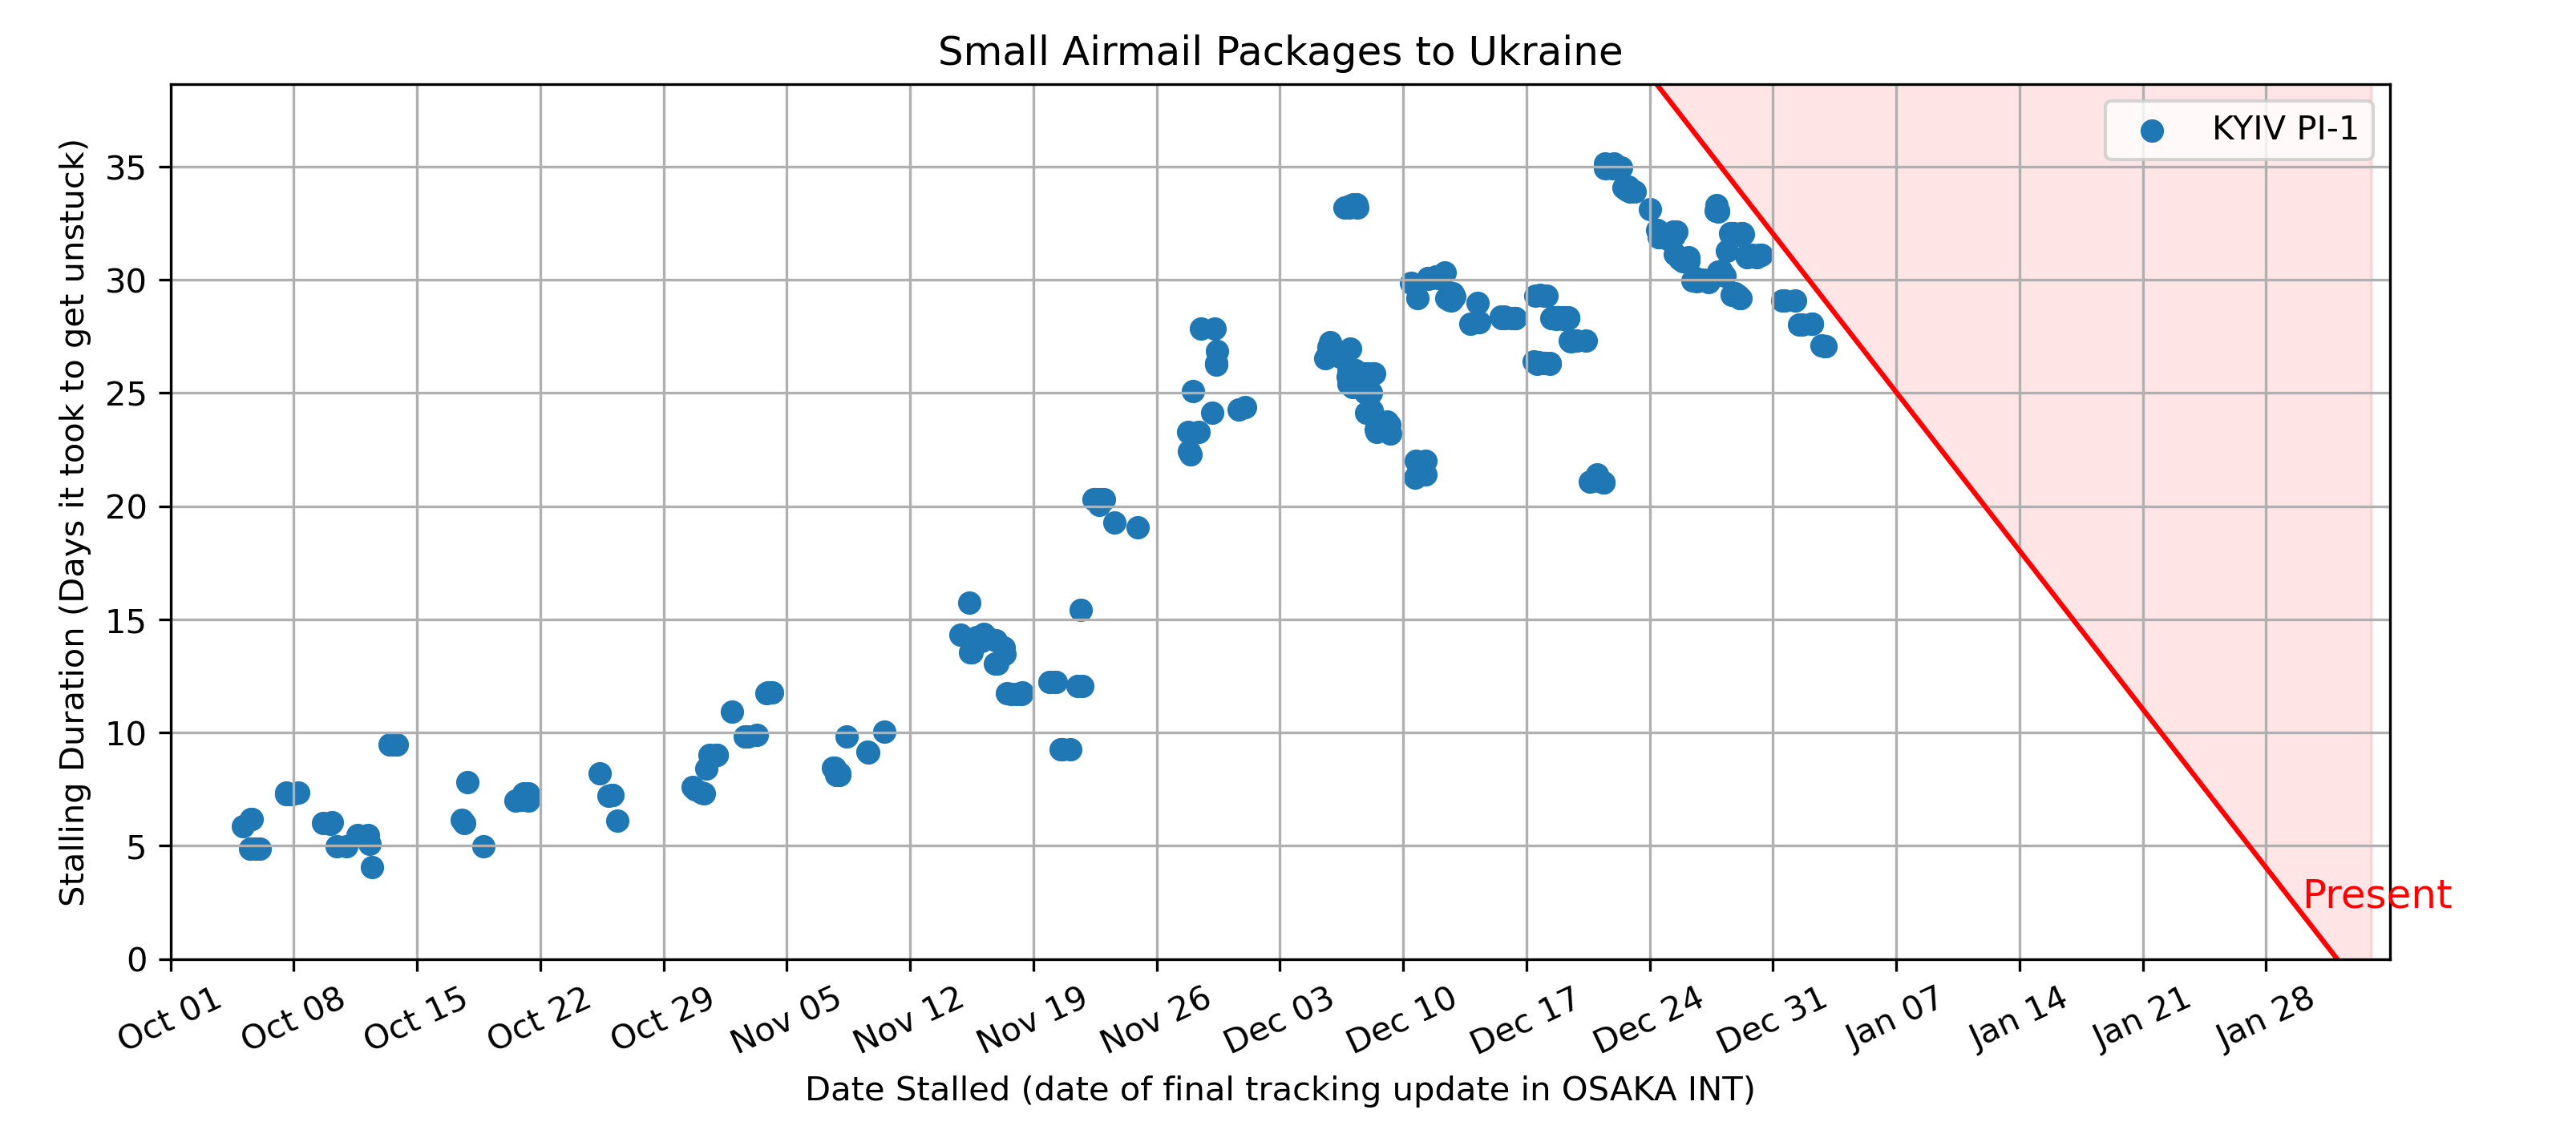 Small Airmail Packages to Ukraine
KYIV PI-1
Stalling Duration (Days it took to get unstuck)
35
30
25
20
15
10
5
0
Present
Oct 01 Oct 08 Oct 15 Oct 22 Oct 29 Nov 05 Nov 12 Nov 19 Nov 26 Dec 03 Dec 10 Dec 17 Dec 24 Dec 31 Jan 07 Jan 14 Jan 21 Jan 28
Date Stalled (date of final tracking update in OSAKA INT)